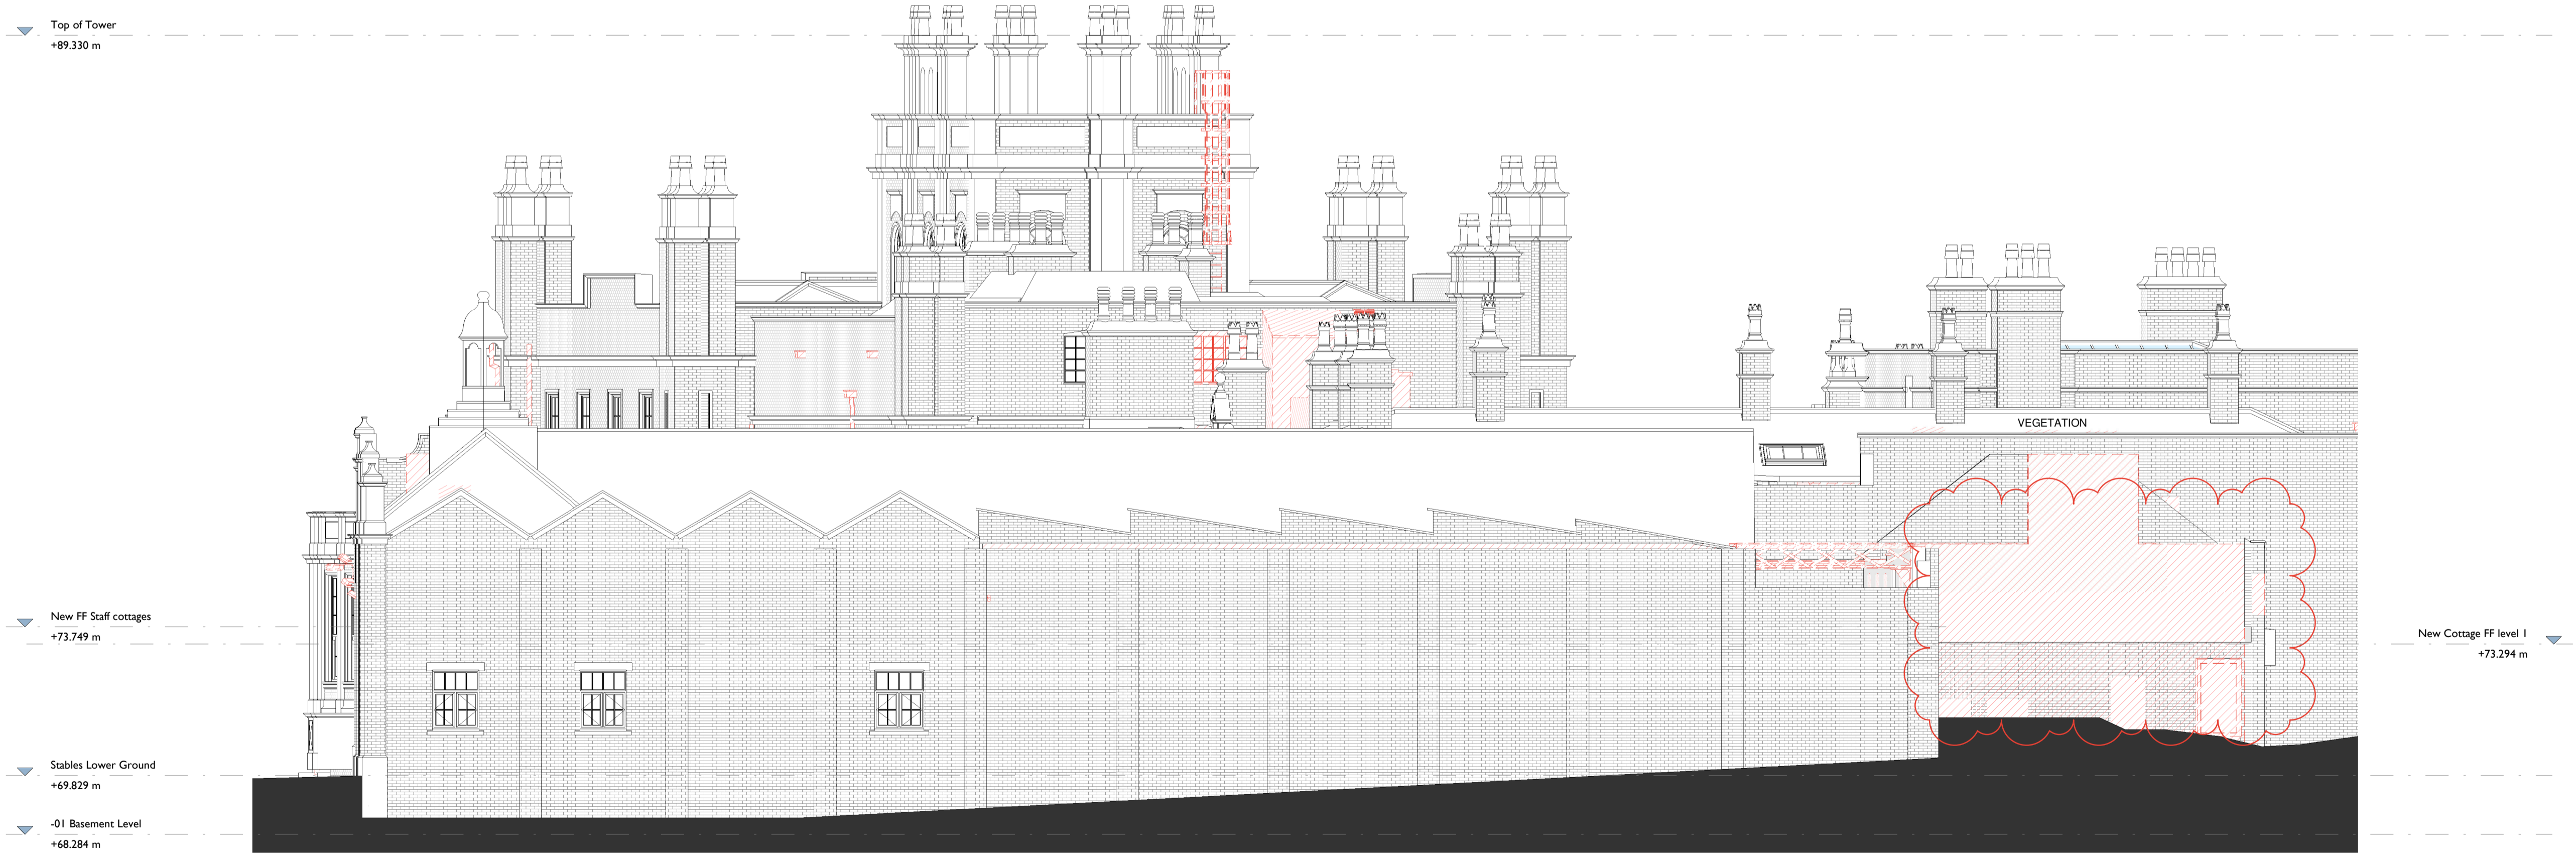 Top of Tower
+89.330 m
VEGETATION
New FF Staff cottages
+73.749 m
New Cottage FF level 1
+73.294 m
Stables Lower Ground
+69.829 m
-01 Basement Level
+68.284 m